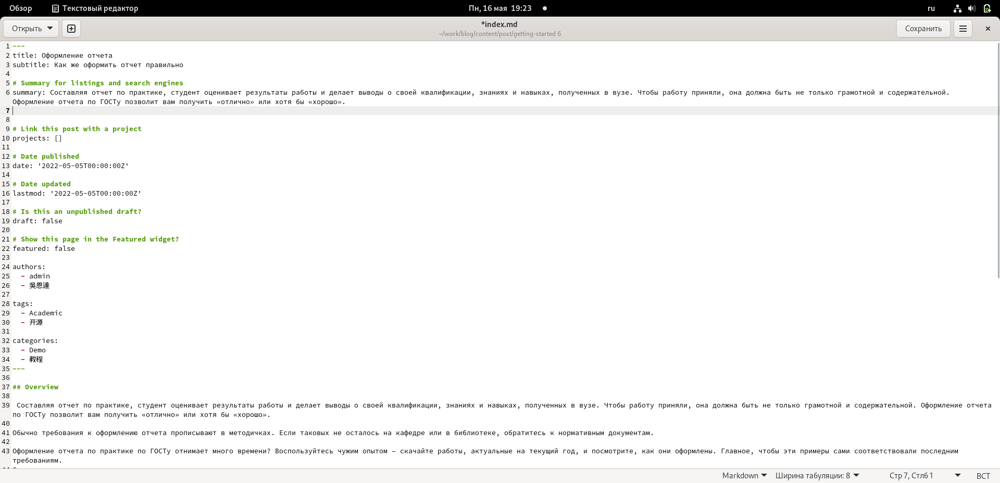 Обзор Текстовый редактор Пн, 16 мая 19:23 ru
Открыть *index.md Сохранить
~/work/blog/content/post/getting-started 6
1 ---
2 title: Оформление отчета
3 subtitle: Как же оформить отчет правильно
4
5 # Summary for listings and search engines
6 summary: Составляя отчет по практике, студент оценивает результаты работы и делает выводы о своей квалификации, знаниях и навыках, полученных в вузе. Чтобы работу приняли, она должна быть не только грамотной и содержательной.
Оформление отчета по ГОСТу позволит вам получить «отлично» или хотя бы «хорошо».
7
8
9 # Link this post with a project
10 projects: []
11
12 # Date published
13 date: '2022-05-05T00:00:00Z'
14
15 # Date updated
16 lastmod: '2022-05-05T00:00:00Z'
17
18 # Is this an unpublished draft?
19 draft: false
20
21 # Show this page in the Featured widget?
22 featured: false
23
24 authors:
25 - admin
26 - 吳恩達
27
28 tags:
29 - Academic
30 - 开源
31
32 categories:
33 - Demo
34 - 教程
35 ---
36
37 ## Overview
38
39 Составляя отчет по практике, студент оценивает результаты работы и делает выводы о своей квалификации, знаниях и навыках, полученных в вузе. Чтобы работу приняли, она должна быть не только грамотной и содержательной. Оформление отчета
по ГОСТу позволит вам получить «отлично» или хотя бы «хорошо».
40
41 Обычно требования к оформлению отчета прописывают в методичках. Если таковых не осталось на кафедре или в библиотеке, обратитесь к нормативным документам.
42
43 Оформление отчета по практике по ГОСТу отнимает много времени? Воспользуйтесь чужим опытом – скачайте работы, актуальные на текущий год, и посмотрите, как они оформлены. Главное, чтобы эти примеры сами соответствовали последним
требованиям.
Markdown Ширина табуляции: 8 Стр 7, Стлб 1 ВСТ